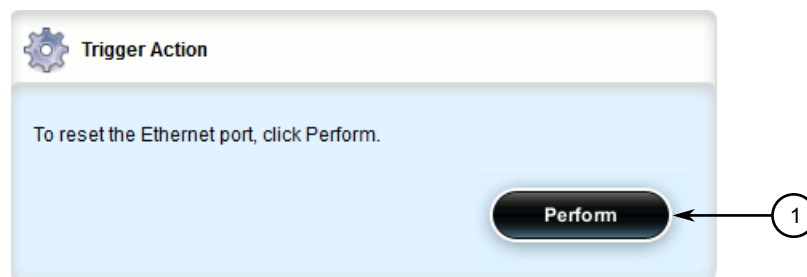 Trigger Action
To reset the Ethernet port, click Perform.
Perform
1